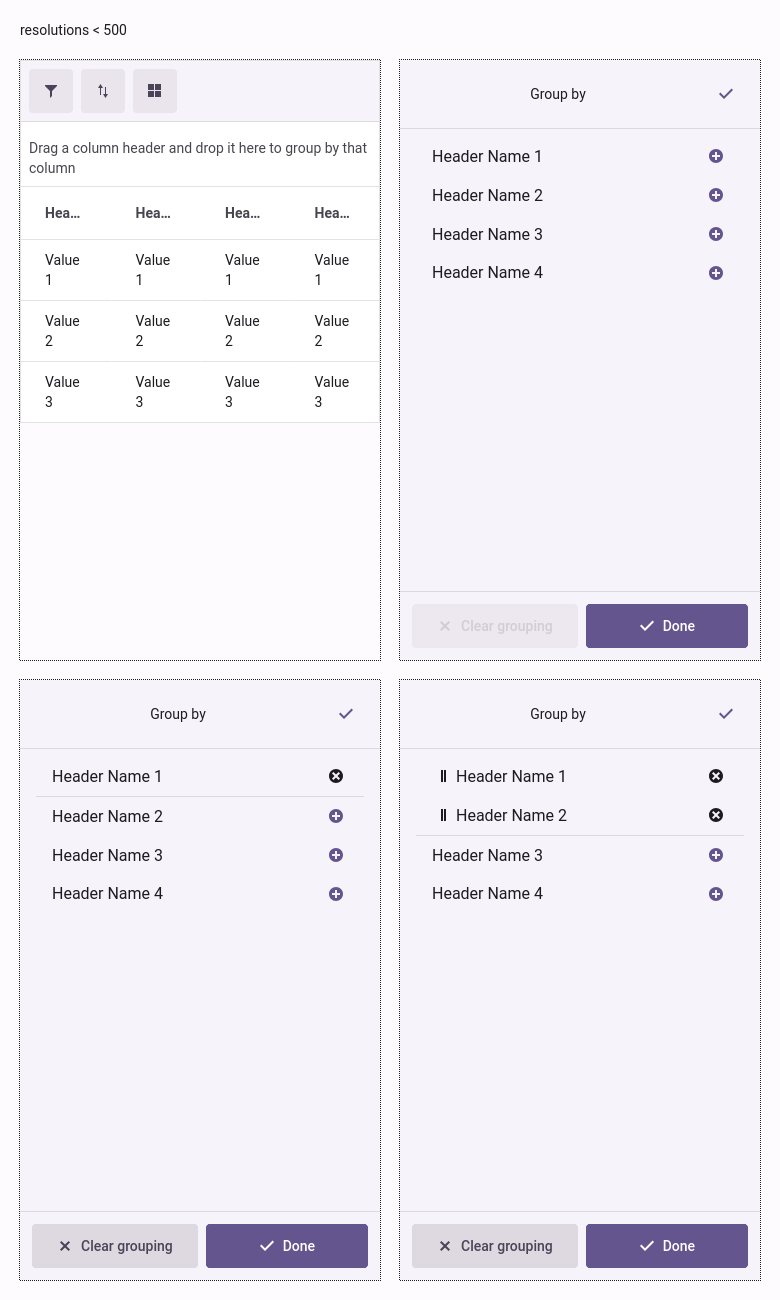 resolutions < 500
Drag a column header and drop it here to group by that
column
Hea... Hea... Hea... Hea...
Value Value Value Value
1 1 1 1
Value Value Value Value
2 2 2 2
Value Value Value Value
3 3 3 3
Group by
Header Name 1
Header Name 2
Header Name 3
Header Name 4
Clear grouping Done
Group by
Header Name 1
Header Name 2
Header Name 3
Header Name 4
Clear grouping Done
Group by
Header Name 1
Header Name 2
Header Name 3
Header Name 4
Clear grouping Done